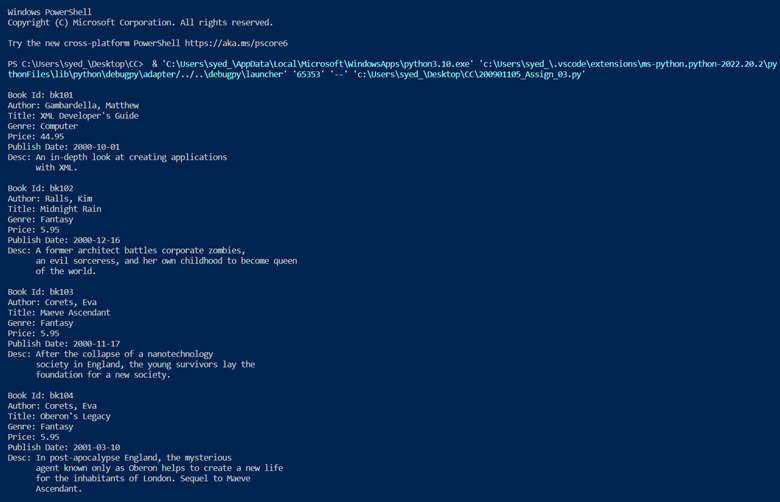 Windows PowerShell
Copyright (C) Microsoft Corporation. All rights reserved.
Try the new cross-platform PowerShell https://aka.ms/pscore6
PS C:\Users\syed_\Desktop\CC>  & 'C:\Users\syed_\AppData\Local\Microsoft\WindowsApps\python3.10.exe' 'c:\Users\syed_\.vscode\extensions\ms-python.python-2022.20.2\py
thonFiles\lib\python\debugpy\adapter/../..\debugpy\launcher' '65353' '--' 'c:\Users\syed_\Desktop\CC\200901105_Assign_03.py'
Book Id: bk101
Author: Gambardella, Matthew
Title: XML Developer's Guide
Genre: Computer
Price: 44.95
Publish Date: 2000-10-01
Desc: An in-depth look at creating applications
with XML.
Book Id: bk102
Author: Ralls, Kim
Title: Midnight Rain
Genre: Fantasy
Price: 5.95
Publish Date: 2000-12-16
Desc: A former architect battles corporate zombies,
an evil sorceress, and her own childhood to become queen
of the world.
Book Id: bk103
Author: Corets, Eva
Title: Maeve Ascendant
Genre: Fantasy
Price: 5.95
Publish Date: 2000-11-17
Desc: After the collapse of a nanotechnology
society in England, the young survivors lay the
foundation for a new society.
Book Id: bk104
Author: Corets, Eva
Title: Oberon's Legacy
Genre: Fantasy
Price: 5.95
Publish Date: 2001-03-10
Desc: In post-apocalypse England, the mysterious
agent known only as Oberon helps to create a new life
for the inhabitants of London. Sequel to Maeve
Ascendant.